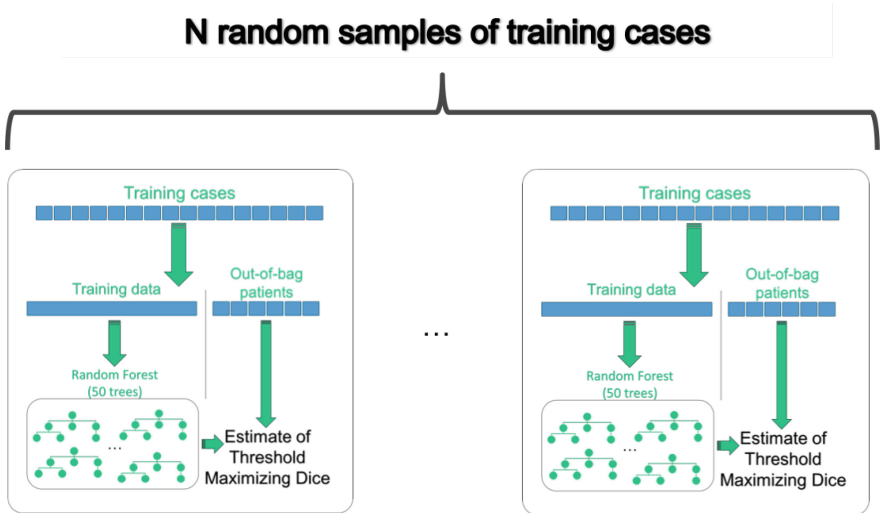 N random samples of training cases
Training cases
Training data
Out-of-bag
patients
Random Forest
(50 trees)
...
Estimate of
Threshold
Maximizing Dice
...
Training cases
Training data
Out-of-bag
patients
Random Forest
(50 trees)
...
Estimate of
Threshold
Maximizing Dice